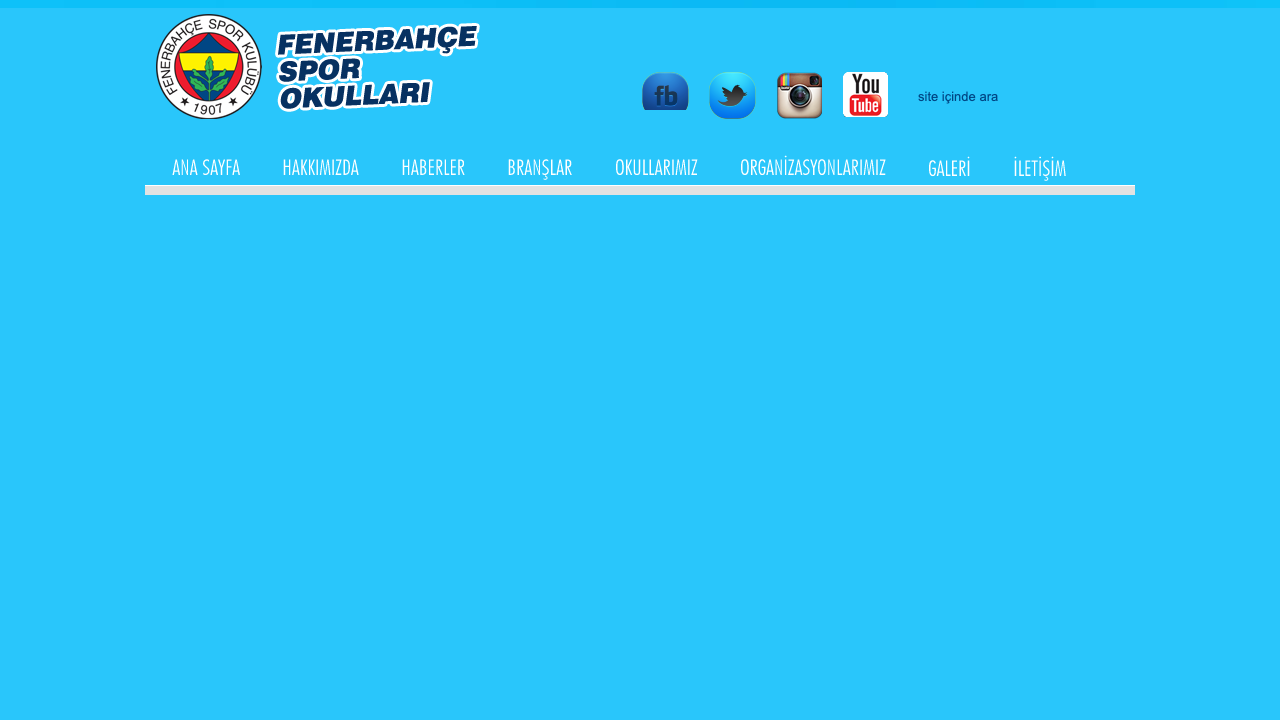 FENERBAHÇE SPOR KULÜBÜ
1907
FENERBAHÇE
SPOR
OKULLARI
fb
You
Tube
site içinde ara
ANA SAYFA HAKKIMIZDA HABERLER BRANŞLAR OKULLARIMIZ ORGANİZASYONLARIMIZ GALERİ İLETİŞİM